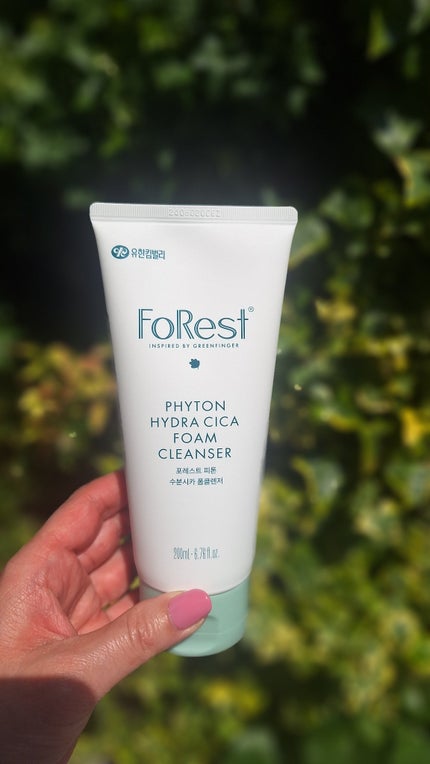 유한킴벌리
FoRest®
INSPIRED BY GREENFINGER
PHYTON
HYDRA CICA
FOAM
CLEANSER
포레스트 피톤
수분시카 폼클렌저
200ml · 6.76 fl. oz.